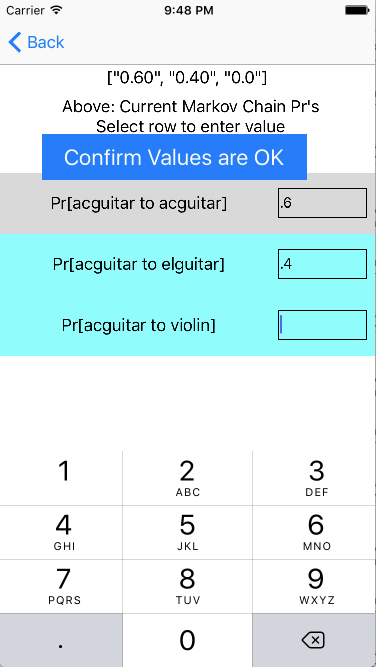 Carrier 9:48 PM
Back
["0.60", "0.40", "0.0"]
Above: Current Markov Chain Pr's
Select row to enter value
Confirm Values are OK
Pr[acguitar to acguitar] .6
Pr[acguitar to elguitar] .4
Pr[acguitar to violin]
1 2 3
ABC DEF
4 5 6
GHI JKL MNO
7 8 9
PQRS TUV WXYZ
. 0